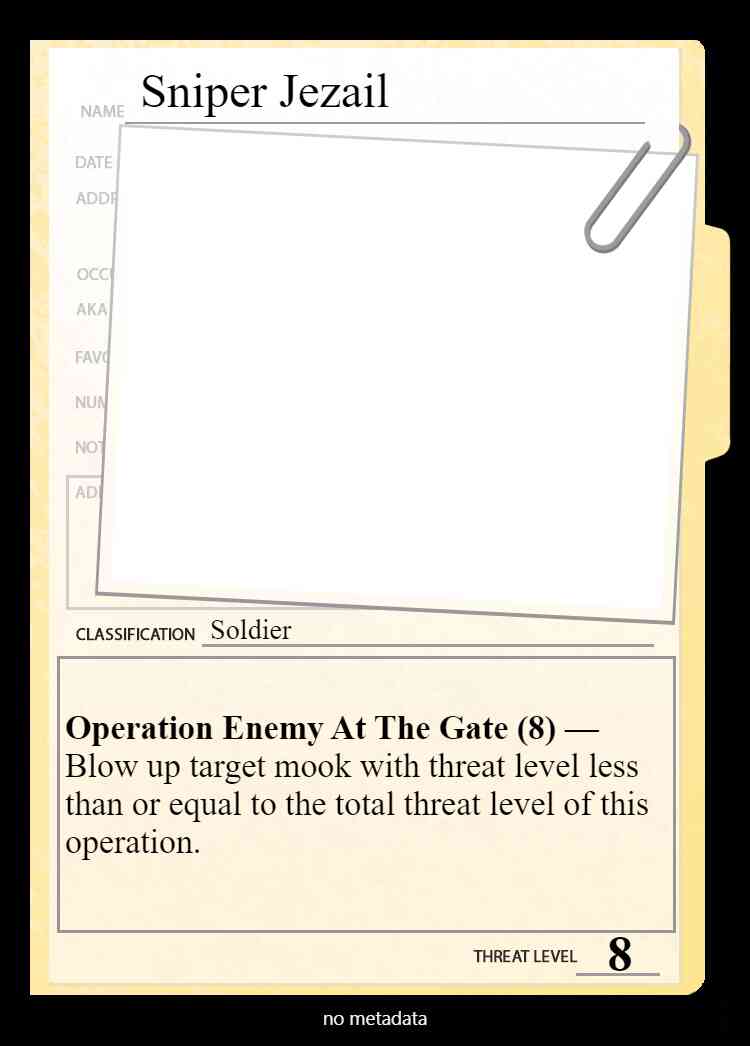 Sniper Jezail
NAME
DATE
ADDR
OCCU
AKA
FAVO
NUM
NOT
ADD
CLASSIFICATION Soldier
Operation Enemy At The Gate (8) —
Blow up target mook with threat level less
than or equal to the total threat level of this
operation.
THREAT LEVEL 8
no metadata